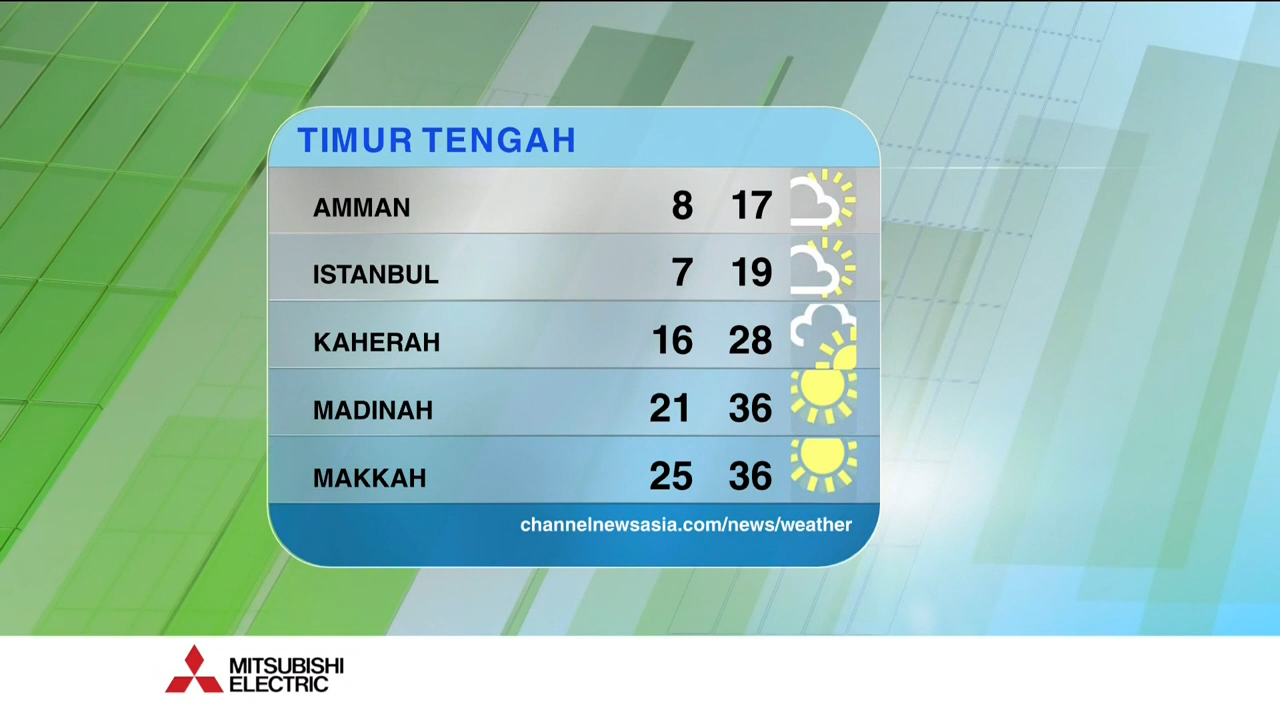 TIMUR TENGAH
AMMAN 8 17
ISTANBUL 7 19
KAHERAH 16 28
MADINAH 21 36
MAKKAH 25 36
channelnewsasia.com/news/weather
MITSUBISHI
ELECTRIC